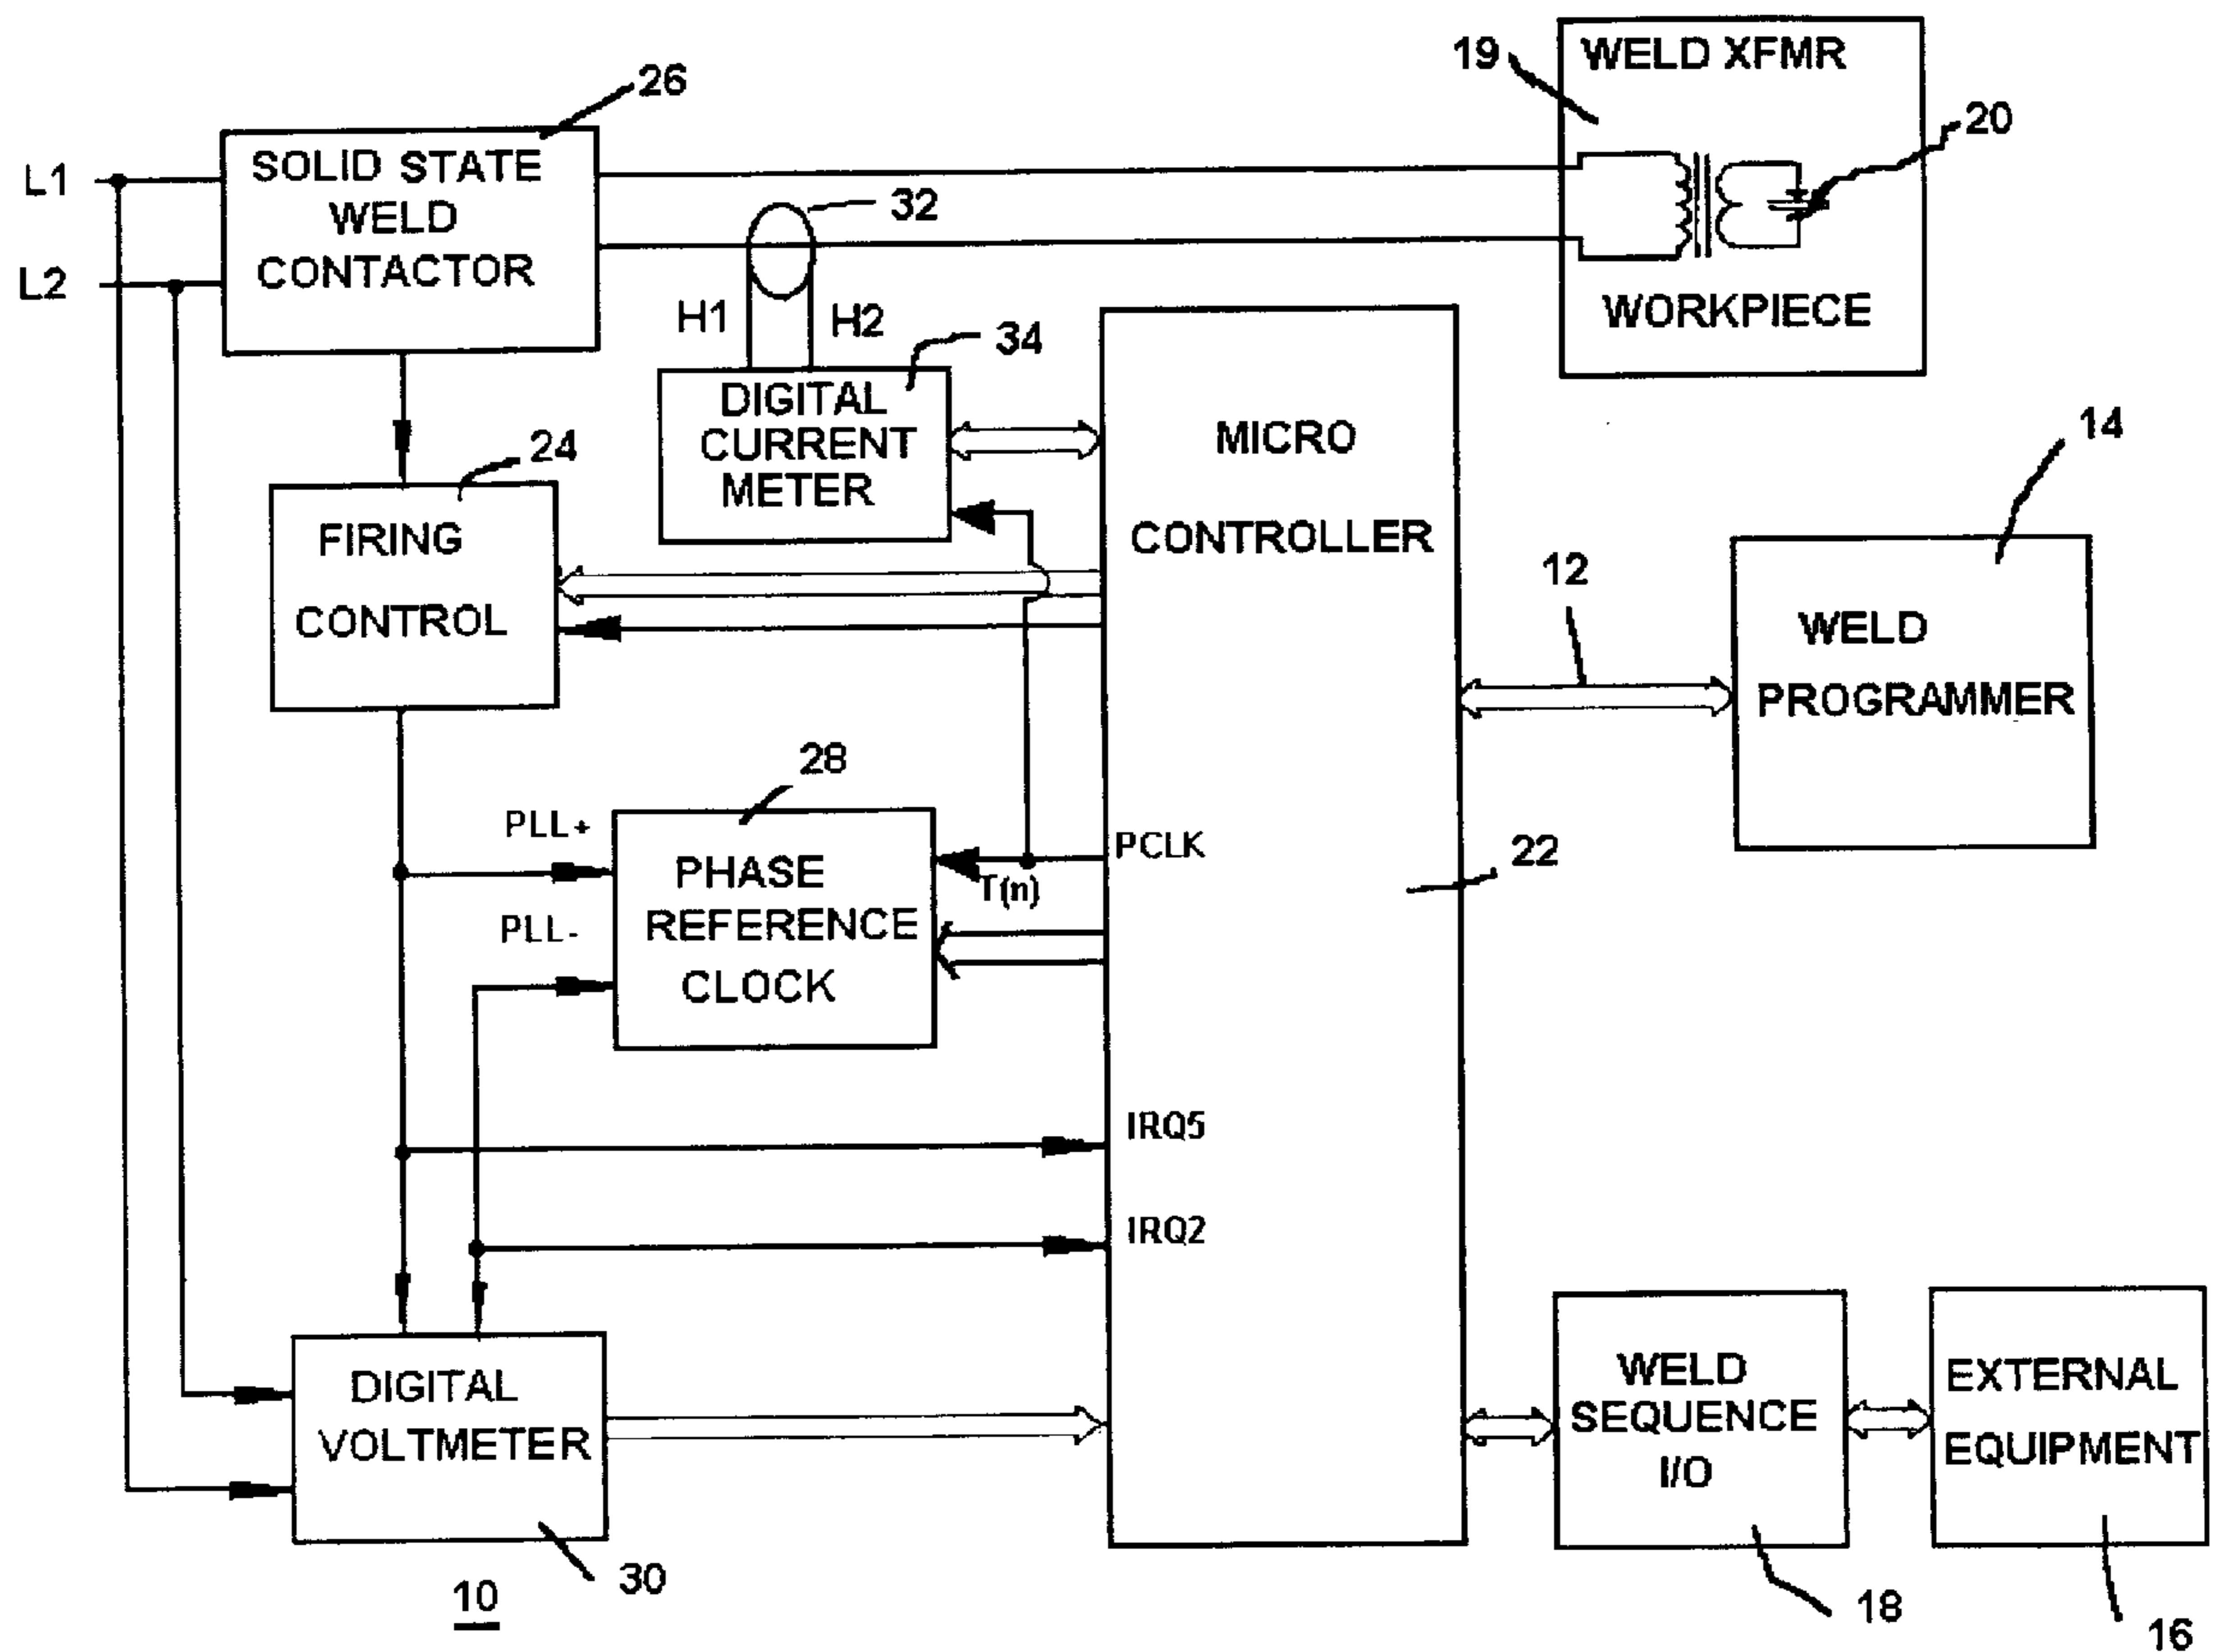 WELD XFMR
19
20
WORKPIECE
26
L1
L2
SOLID STATE
WELD
CONTACTOR
32
H1
H2
34
DIGITAL
CURRENT
METER
MICRO
CONTROLLER
22
14
12
WELD
PROGRAMMER
24
FIRING
CONTROL
28
PLL+
PLL-
PHASE
REFERENCE
CLOCK
PCLK
T(n)
IRQ5
IRQ2
DIGITAL
VOLTMETER
30
10
WELD
SEQUENCE
I/O
18
EXTERNAL
EQUIPMENT
16